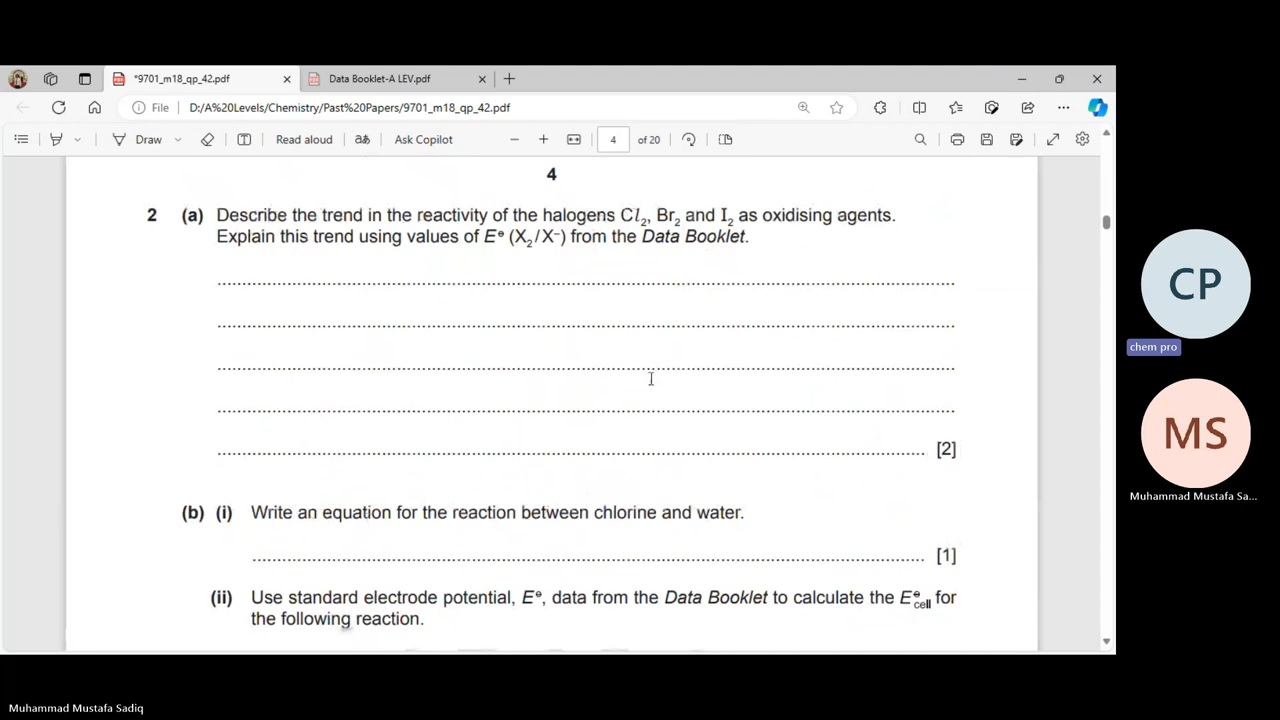 *9701_m18_qp_42.pdf
Data Booklet-A LEV.pdf
File
D:/A%20Levels/Chemistry/Past%20Papers/9701_m18_qp_42.pdf
Draw
Read aloud
aあ
Ask Copilot
4
of 20
4
2 (a) Describe the trend in the reactivity of the halogens Cl₂, Br₂ and I₂ as oxidising agents.
Explain this trend using values of E⦵ (X₂/X⁻) from the Data Booklet.
[2]
(b) (i) Write an equation for the reaction between chlorine and water.
[1]
(ii) Use standard electrode potential, E⦵, data from the Data Booklet to calculate the E⦵cell for
the following reaction.
CP
chem pro
MS
Muhammad Mustafa Sa...
Muhammad Mustafa Sadiq